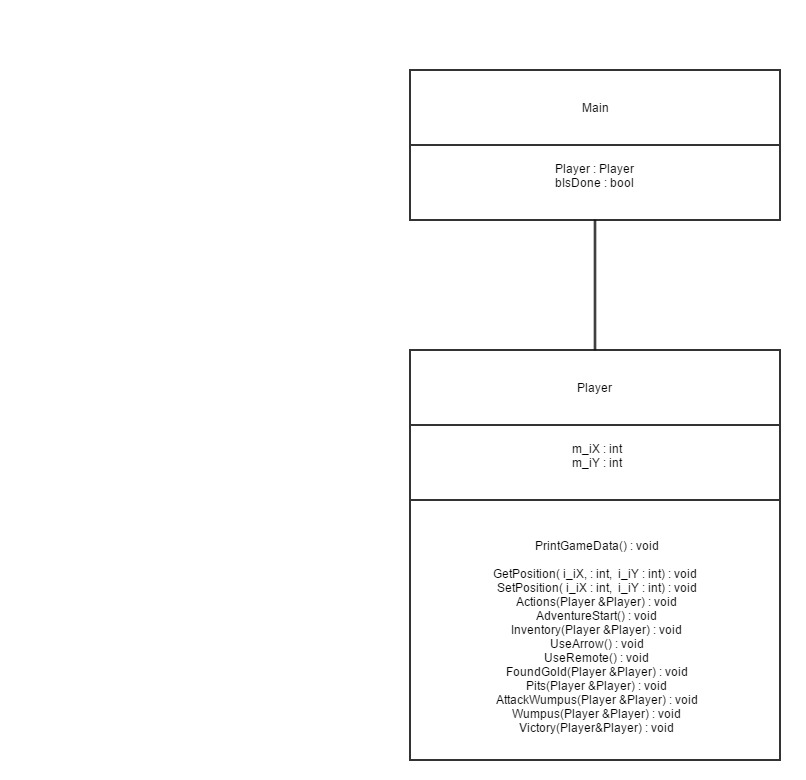 Main
Player : Player
bIsDone : bool
Player
m_iX : int
m_iY : int
PrintGameData() : void
GetPosition( i_iX, : int,  i_iY : int) : void
SetPosition( i_iX : int,  i_iY : int) : void
Actions(Player &Player) : void
AdventureStart() : void
Inventory(Player &Player) : void
UseArrow() : void
UseRemote() : void
FoundGold(Player &Player) : void
Pits(Player &Player) : void
AttackWumpus(Player &Player) : void
Wumpus(Player &Player) : void
Victory(Player&Player) : void